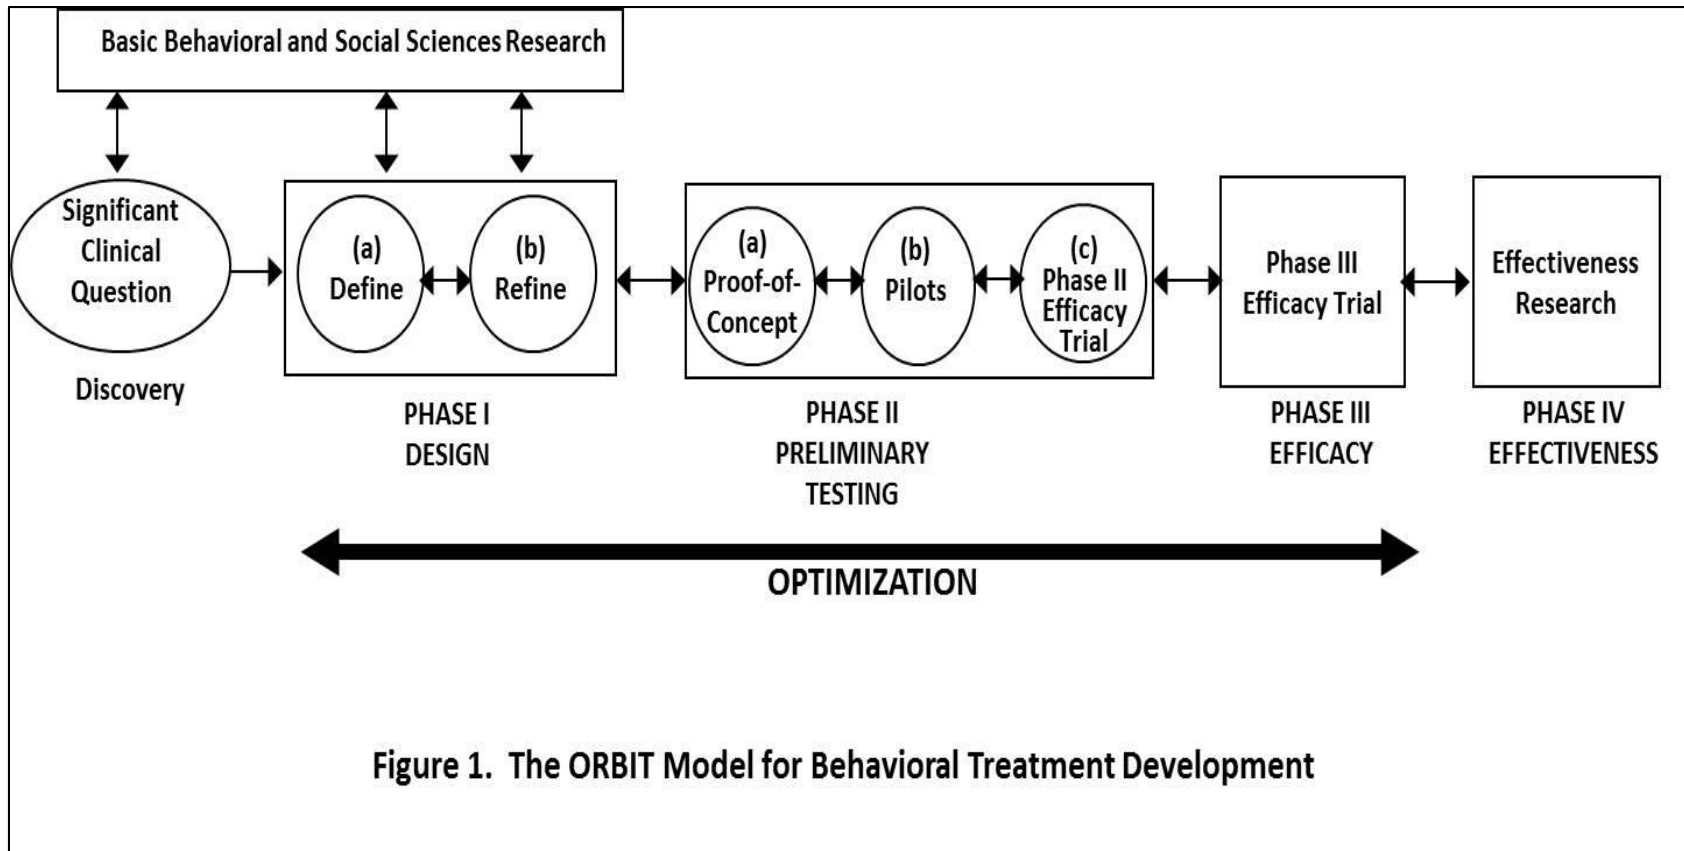 Basic Behavioral and Social Sciences Research
Significant
Clinical
Question
Discovery
(a)
Define
(b)
Refine
PHASE I
DESIGN
(a)
Proof-of-
Concept
(b)
Pilots
(c)
Phase II
Efficacy
Trial
PHASE II
PRELIMINARY
TESTING
Phase III
Efficacy Trial
PHASE III
EFFICACY
Effectiveness
Research
PHASE IV
EFFECTIVENESS
OPTIMIZATION
Figure 1. The ORBIT Model for Behavioral Treatment Development